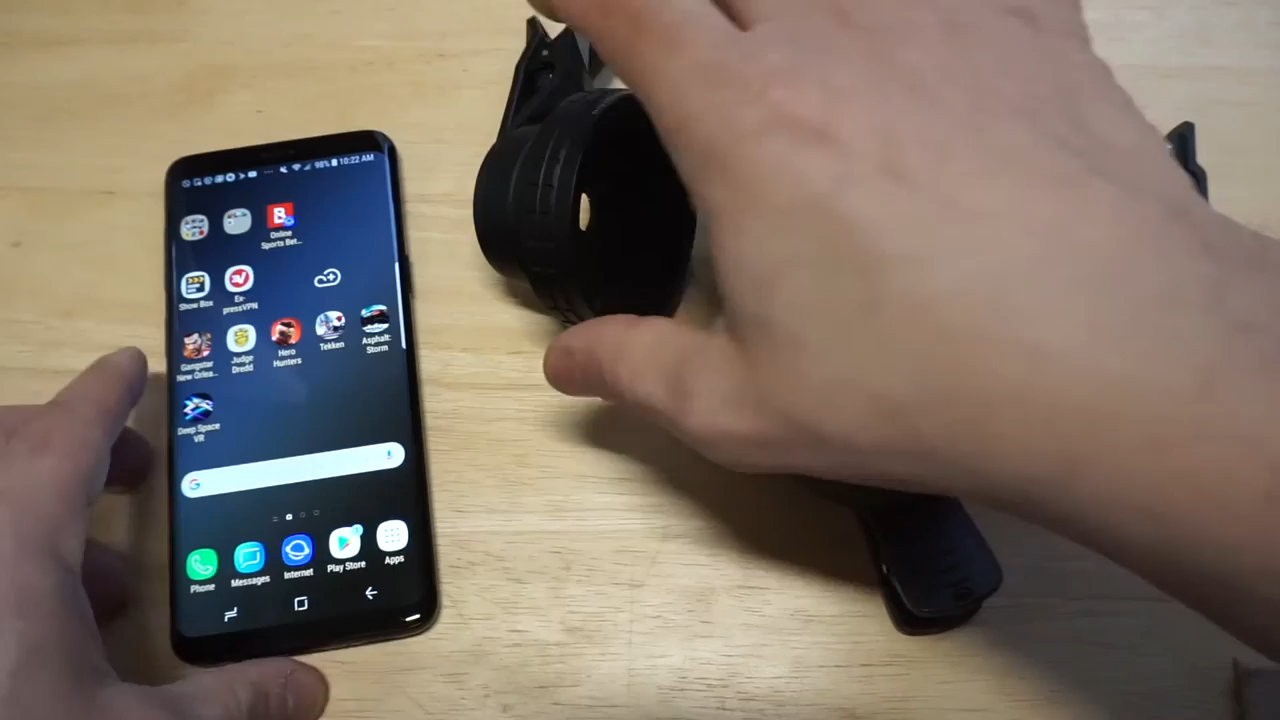 98% 10:22 AM
B
Online
Sports Bet...
Show Box
Ex-
pressVPN
Gangstar
New Orlea...
Judge
Dredd
Hero
Hunters
Tekken
Asphalt:
Storm
Deep Space
VR
G
Phone
Messages
Internet
Play Store
1
Apps